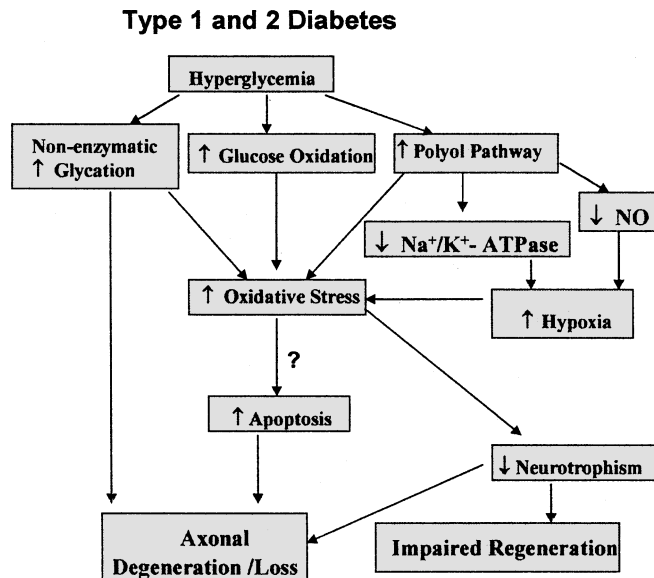 Type 1 and 2 Diabetes
Hyperglycemia
Non-enzymatic
↑ Glycation
↑ Glucose Oxidation
↑ Polyol Pathway
↓ NO
↓ Na⁺/K⁺- ATPase
↑ Oxidative Stress
↑ Hypoxia
?
↑ Apoptosis
↓ Neurotrophism
Axonal
Degeneration /Loss
Impaired Regeneration